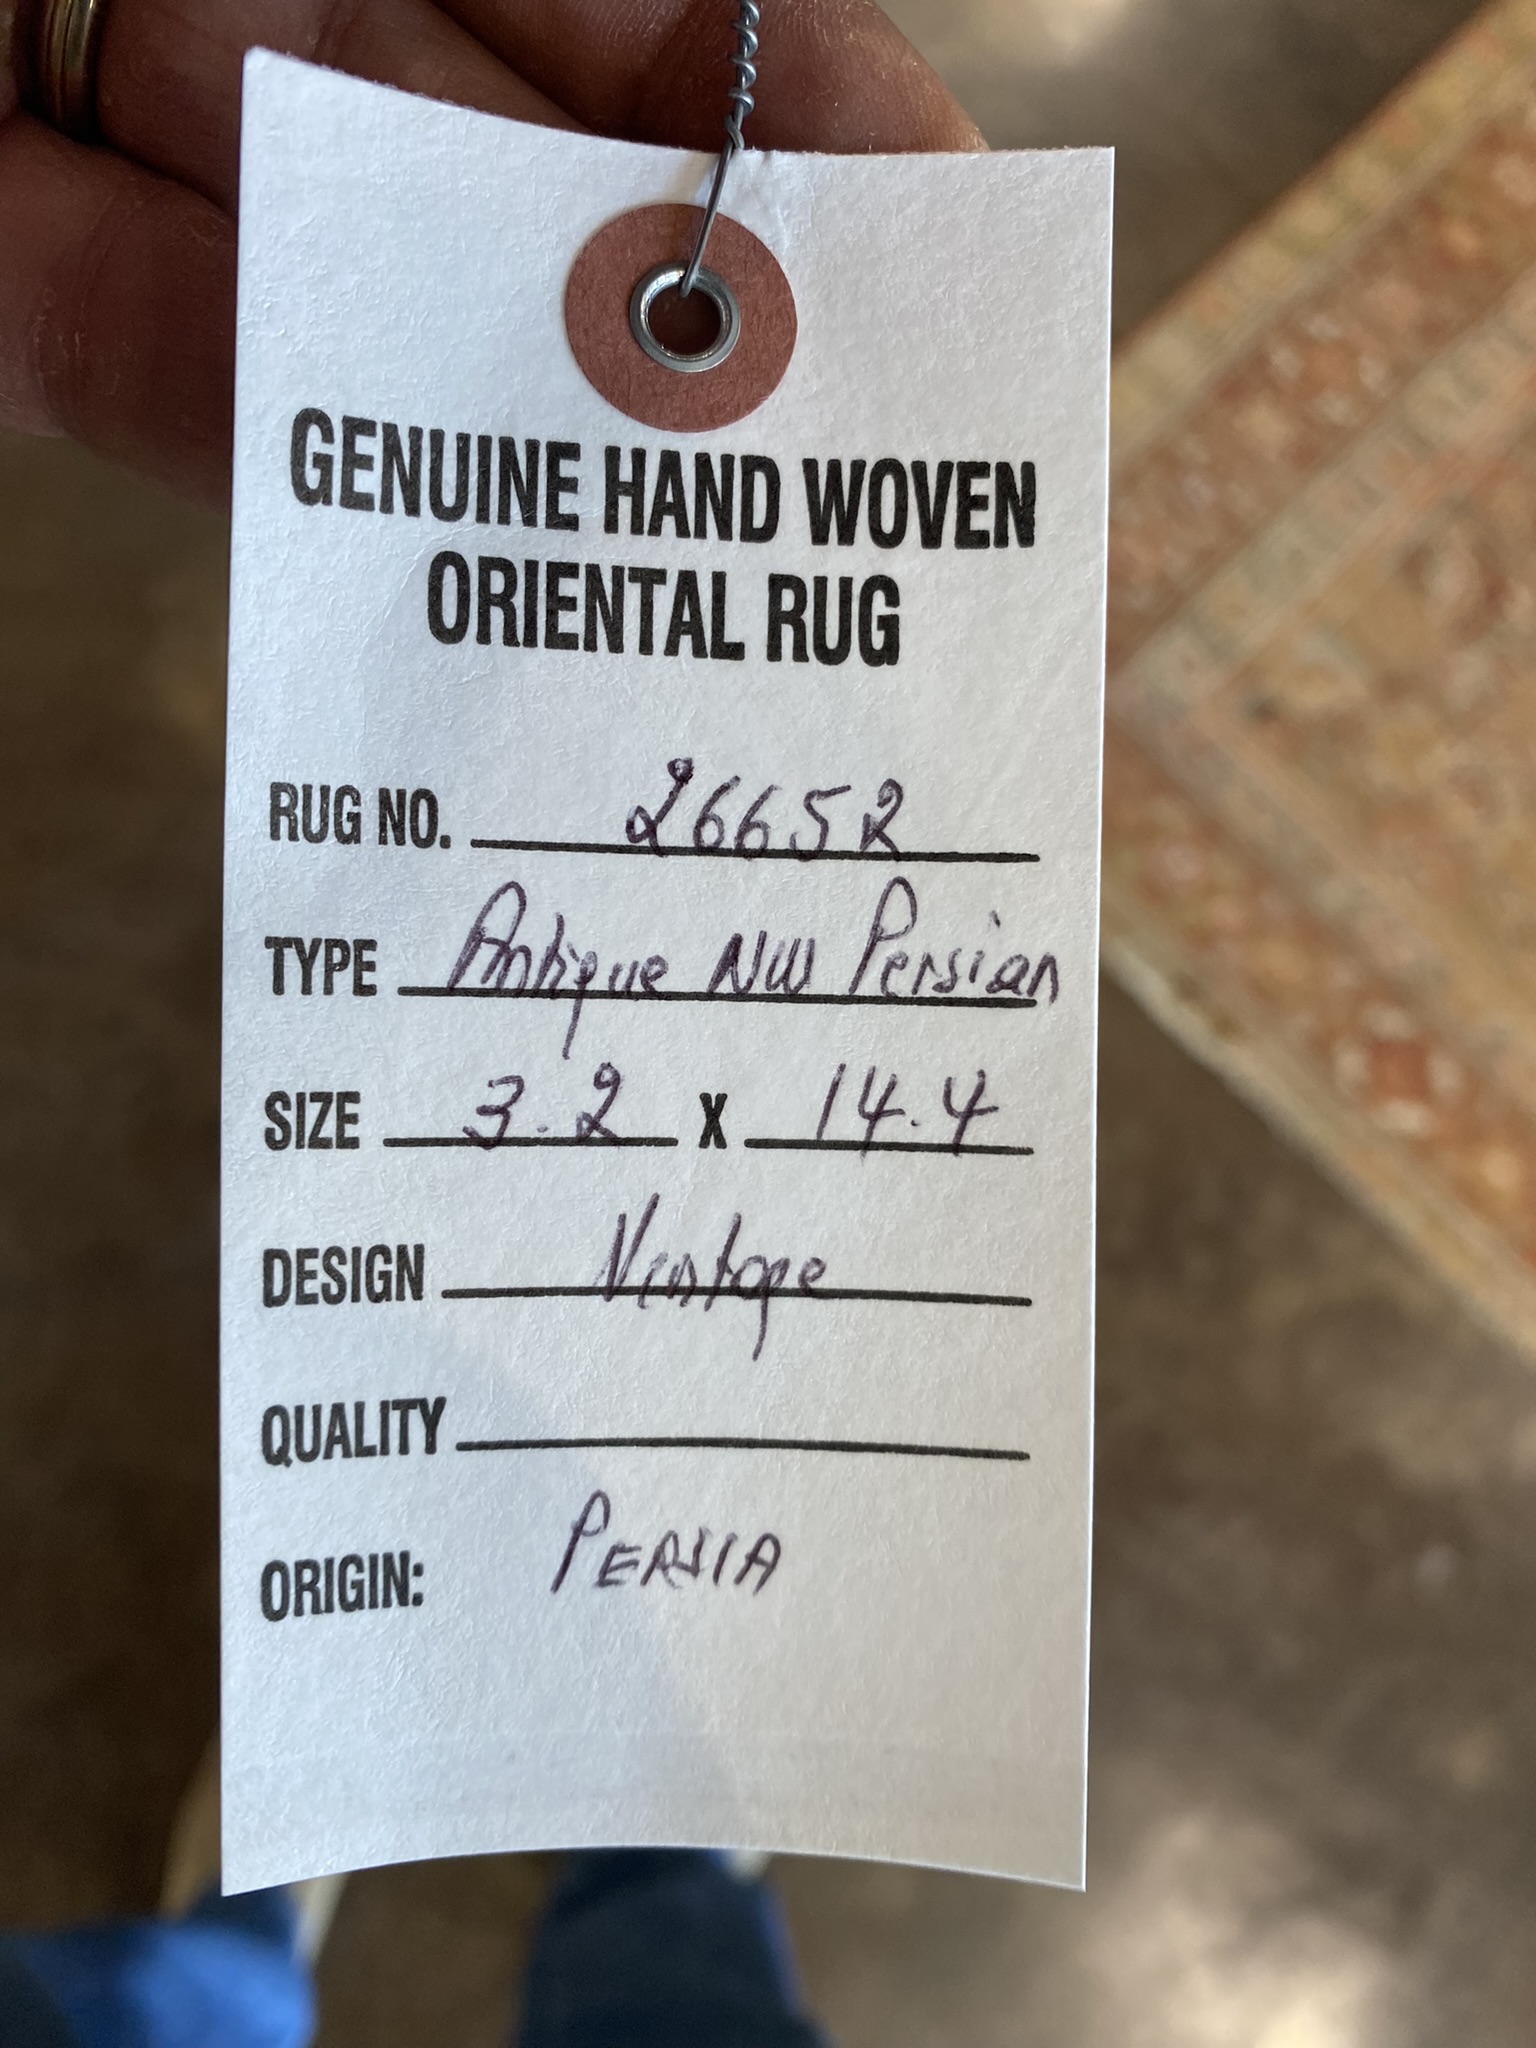 GENUINE HAND WOVEN
ORIENTAL RUG
RUG NO. 26652
TYPE Antique NW Persian
SIZE 3.2 X 14.4
DESIGN Vintage
QUALITY
ORIGIN: PERSIA